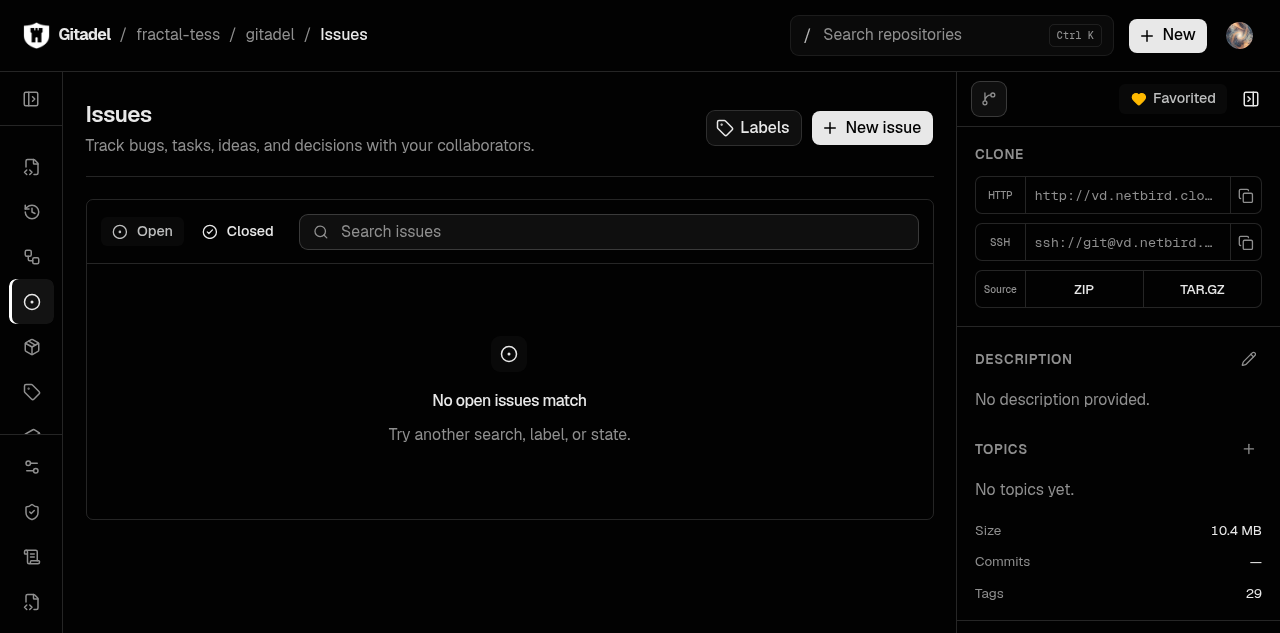 Gitadel / fractal-tess / gitadel / Issues
/ Search repositories Ctrl K
New
Issues
Track bugs, tasks, ideas, and decisions with your collaborators.
Labels
New issue
Open
Closed
Search issues
No open issues match
Try another search, label, or state.
Favorited
CLONE
HTTP http://vd.netbird.clo…
SSH ssh://git@vd.netbird.…
Source ZIP TAR.GZ
DESCRIPTION
No description provided.
TOPICS
No topics yet.
Size 10.4 MB
Commits —
Tags 29